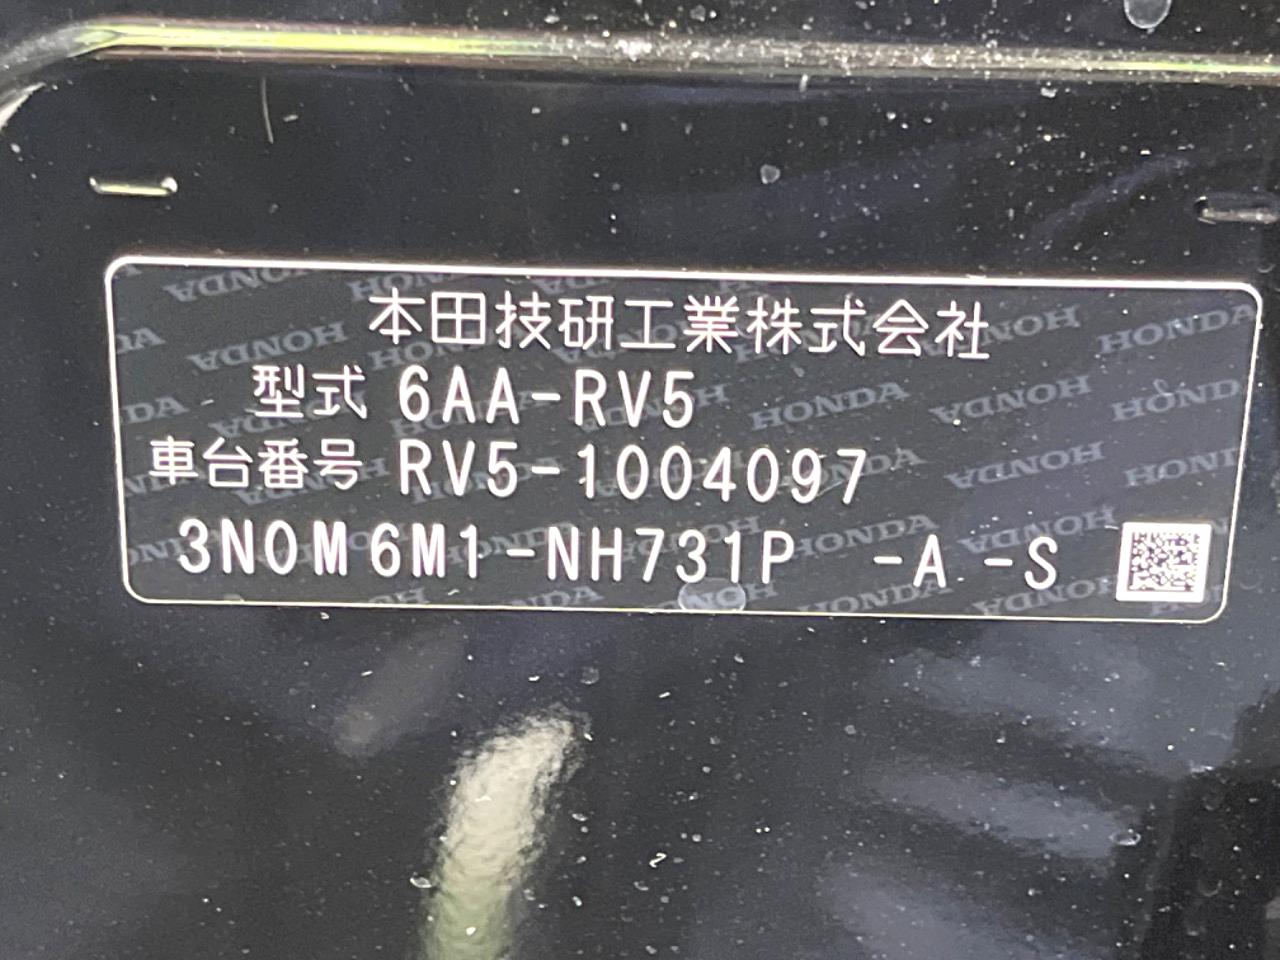 本田技研工業株式会社
型式 6AA-RV5
車台番号 RV5-1004097
3N0M6M1-NH731P -A -S